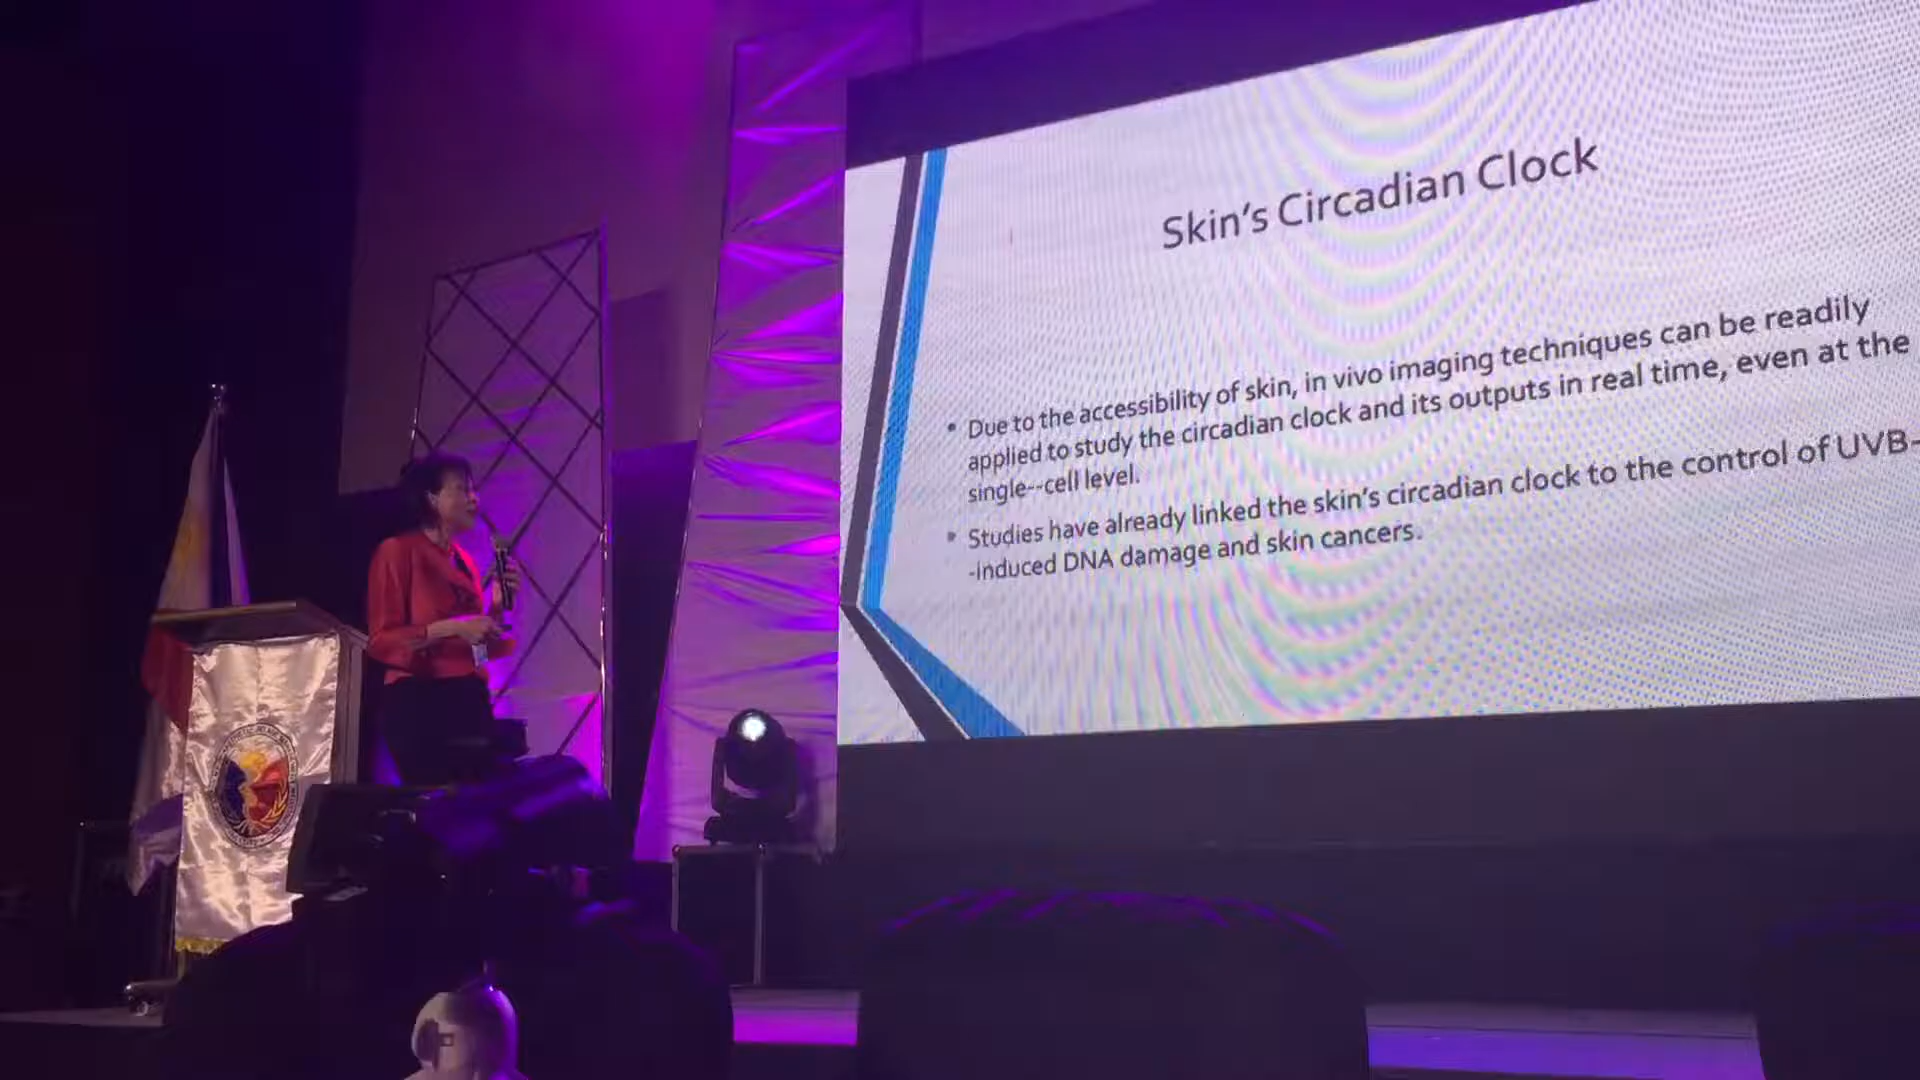 Skin's Circadian Clock
• Due to the accessibility of skin, in vivo imaging techniques can be readily
applied to study the circadian clock and its outputs in real time, even at the
single--cell level.
• Studies have already linked the skin's circadian clock to the control of UVB-
-induced DNA damage and skin cancers.